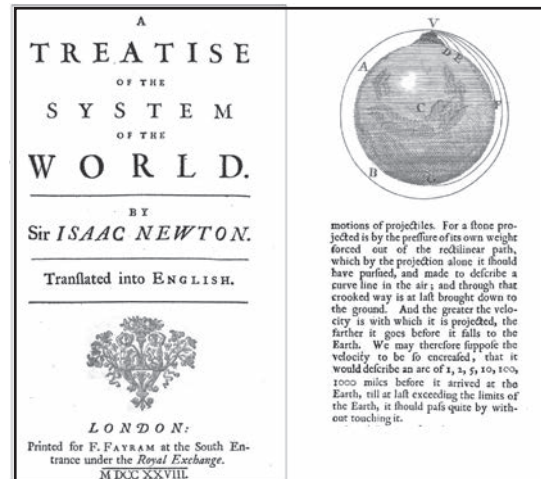 A
TREATISE
OF THE
SYSTEM
OF THE
WORLD.
BY
Sir ISAAC NEWTON.
Tranſlated into ENGLISH.
LONDON:
Printed for F. FAYRAM at the South En-
trance under the Royal Exchange.
MDCC XXVIII.
V
D E
A
F
C
B
G
motions of projectiles. For a ſtone pro-
jected is by the preſſure of its own weight
forced out of the rectilinear path,
which by the projection alone it ſhould
have purſued, and made to deſcribe a
curve line in the air; and through that
crooked way is at laſt brought down to
the ground. And the greater the velo-
city is with which it is projected, the
farther it goes before it falls to the
Earth. We may therefore ſuppoſe the
velocity to be ſo encreaſed, that it
would deſcribe an arc of 1, 2, 5, 10, 100,
1000 miles before it arrived at the
Earth, till at laſt exceeding the limits of
the Earth, it ſhould paſs quite by with-
out touching it.